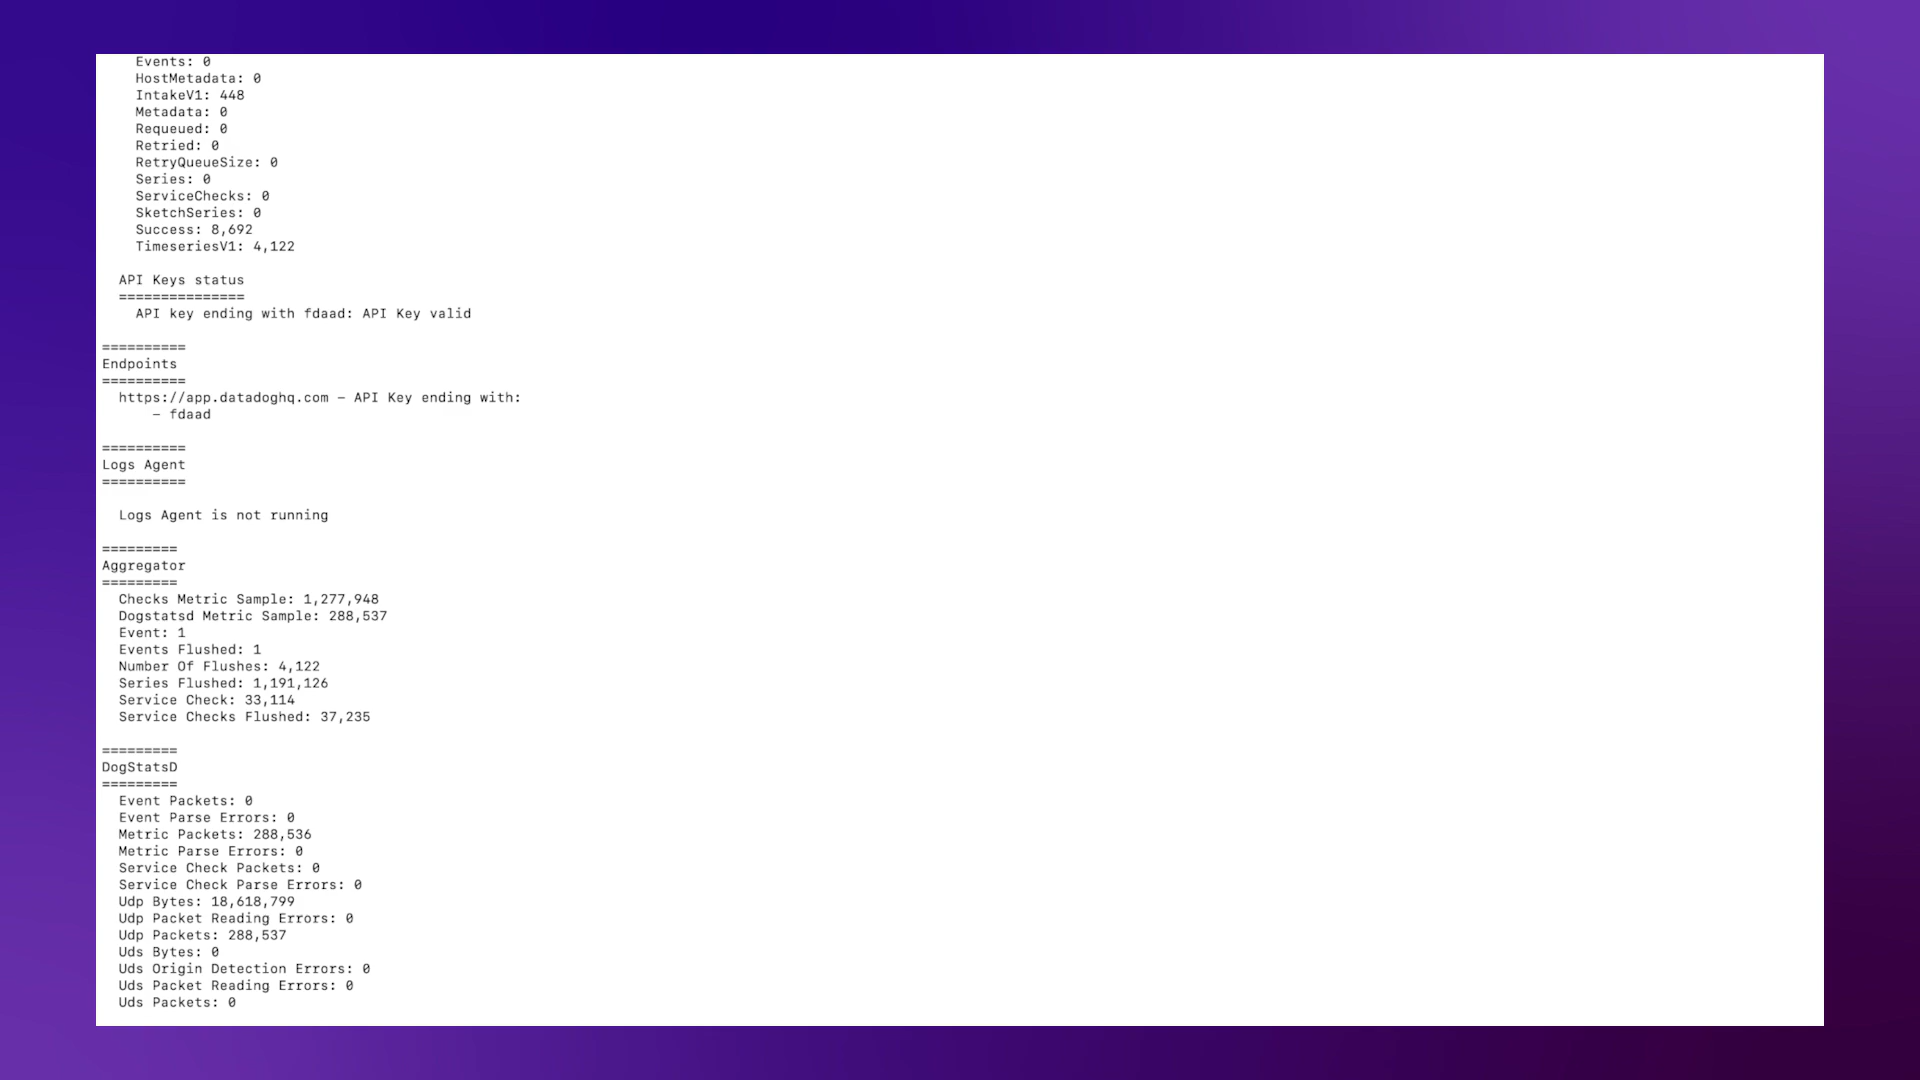 Events: 0
HostMetadata: 0
IntakeV1: 448
Metadata: 0
Requeued: 0
Retried: 0
RetryQueueSize: 0
Series: 0
ServiceChecks: 0
SketchSeries: 0
Success: 8,692
TimeseriesV1: 4,122
API Keys status
===============
API key ending with fdaad: API Key valid
==========
Endpoints
==========
https://app.datadoghq.com - API Key ending with:
- fdaad
==========
Logs Agent
==========
Logs Agent is not running
=========
Aggregator
=========
Checks Metric Sample: 1,277,948
Dogstatsd Metric Sample: 288,537
Event: 1
Events Flushed: 1
Number Of Flushes: 4,122
Series Flushed: 1,191,126
Service Check: 33,114
Service Checks Flushed: 37,235
=========
DogStatsD
=========
Event Packets: 0
Event Parse Errors: 0
Metric Packets: 288,536
Metric Parse Errors: 0
Service Check Packets: 0
Service Check Parse Errors: 0
Udp Bytes: 18,618,799
Udp Packet Reading Errors: 0
Udp Packets: 288,537
Uds Bytes: 0
Uds Origin Detection Errors: 0
Uds Packet Reading Errors: 0
Uds Packets: 0